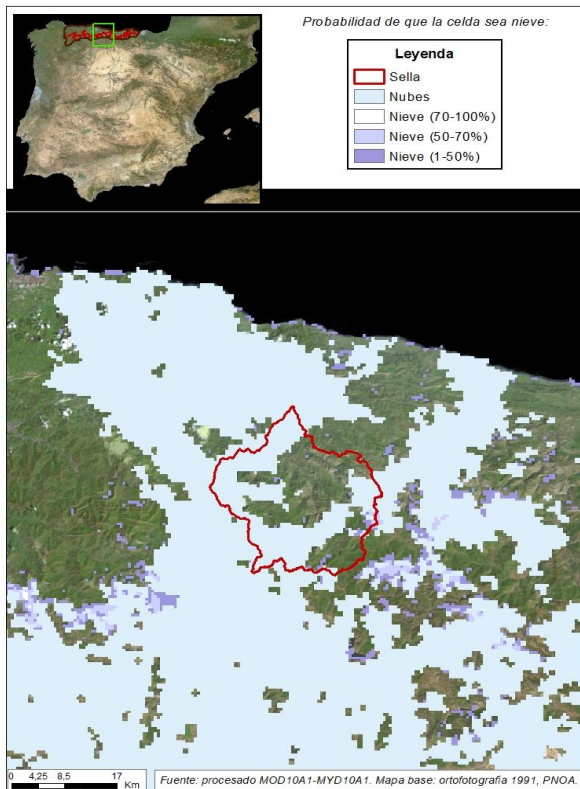 Probabilidad de que la celda sea nieve:
Leyenda
Sella
Nubes
Nieve (70-100%)
Nieve (50-70%)
Nieve (1-50%)
0 4,25 8,5 17
Km
Fuente: procesado MOD10A1-MYD10A1. Mapa base: ortofotografia 1991, PNOA.